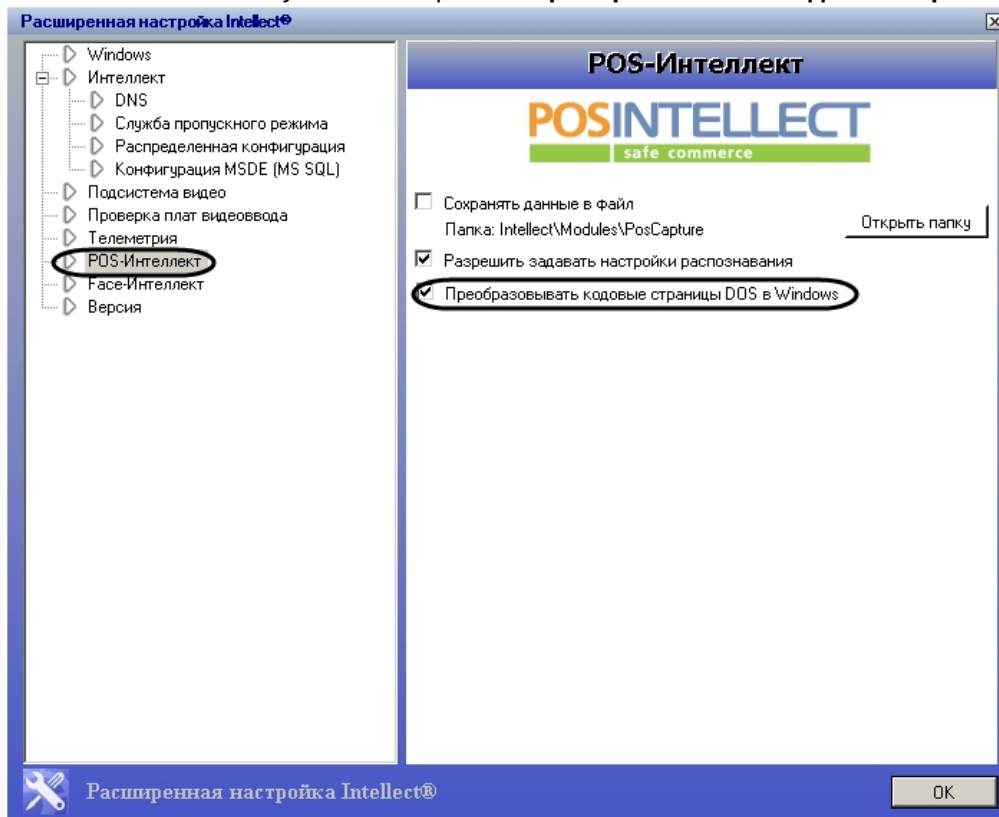 Расширенная настройка Intellect®
Windows
Интеллект
DNS
Служба пропускного режима
Распределенная конфигурация
Конфигурация MSDE (MS SQL)
Подсистема видео
Проверка плат видеоввода
Телеметрия
POS-Интеллект
Face-Интеллект
Версия
POS-Интеллект
POSINTELLECT
safe commerce
Сохранять данные в файл
Папка: Intellect\Modules\PosCapture
Открыть папку
Разрешить задавать настройки распознавания
Преобразовывать кодовые страницы DOS в Windows
Расширенная настройка Intellect®
OK